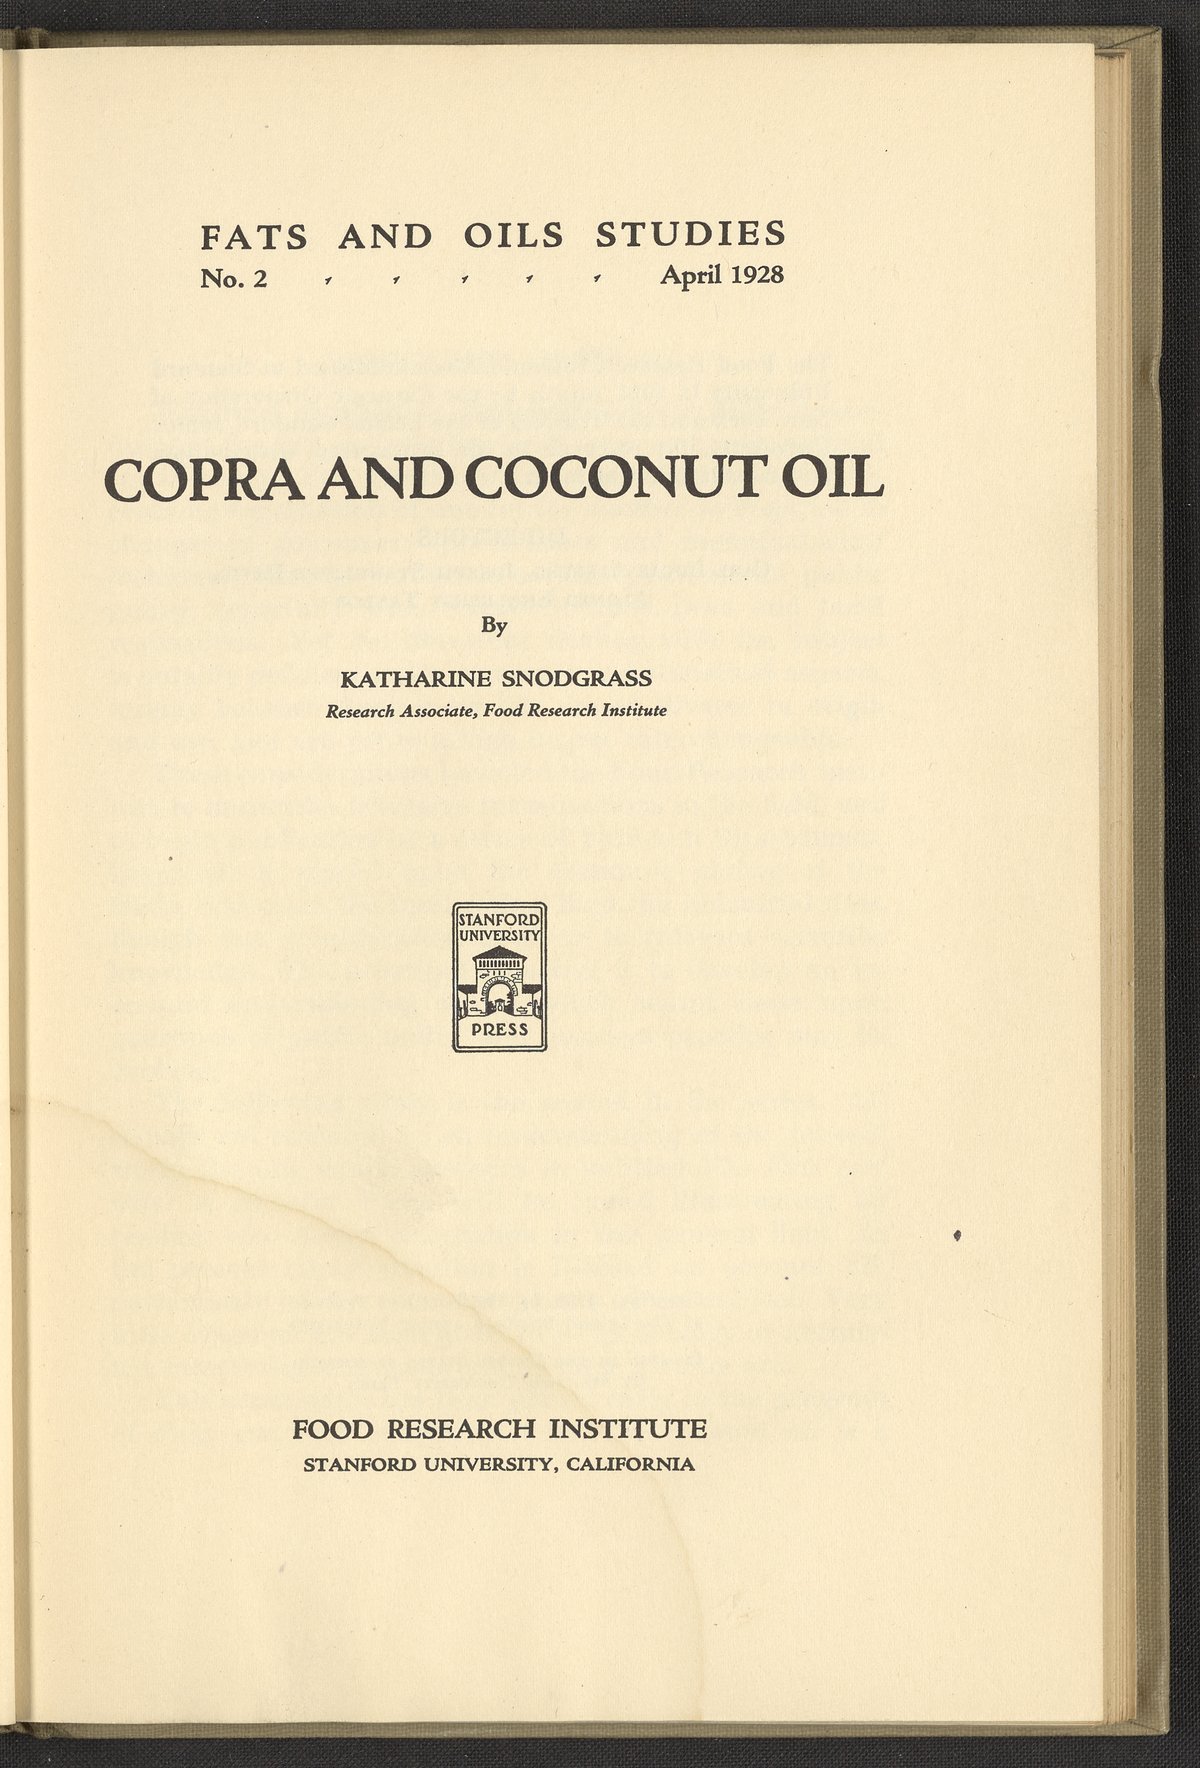 FATS AND OILS STUDIES
No. 2 , , , , , April 1928
COPRA AND COCONUT OIL
By
KATHARINE SNODGRASS
Research Associate, Food Research Institute
STANFORD
UNIVERSITY
PRESS
FOOD RESEARCH INSTITUTE
STANFORD UNIVERSITY, CALIFORNIA